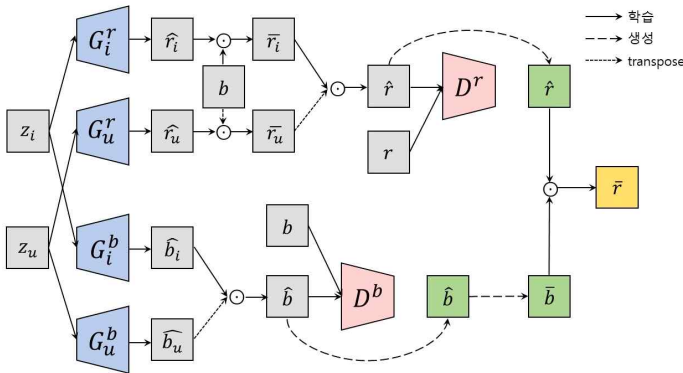 학습
생성
transpose
G_i^r
r̂_i
r̄_i
b
r̂
D^r
r̂
G_u^r
r̂_u
r̄_u
r
z_i
r̄
z_u
G_i^b
b̂_i
b
b̂
D^b
b̂
b̄
G_u^b
b̂_u